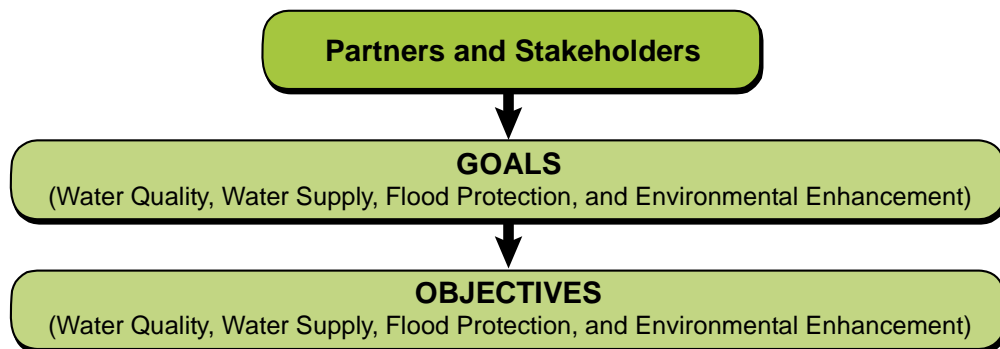 Partners and Stakeholders
GOALS
(Water Quality, Water Supply, Flood Protection, and Environmental Enhancement)
OBJECTIVES
(Water Quality, Water Supply, Flood Protection, and Environmental Enhancement)